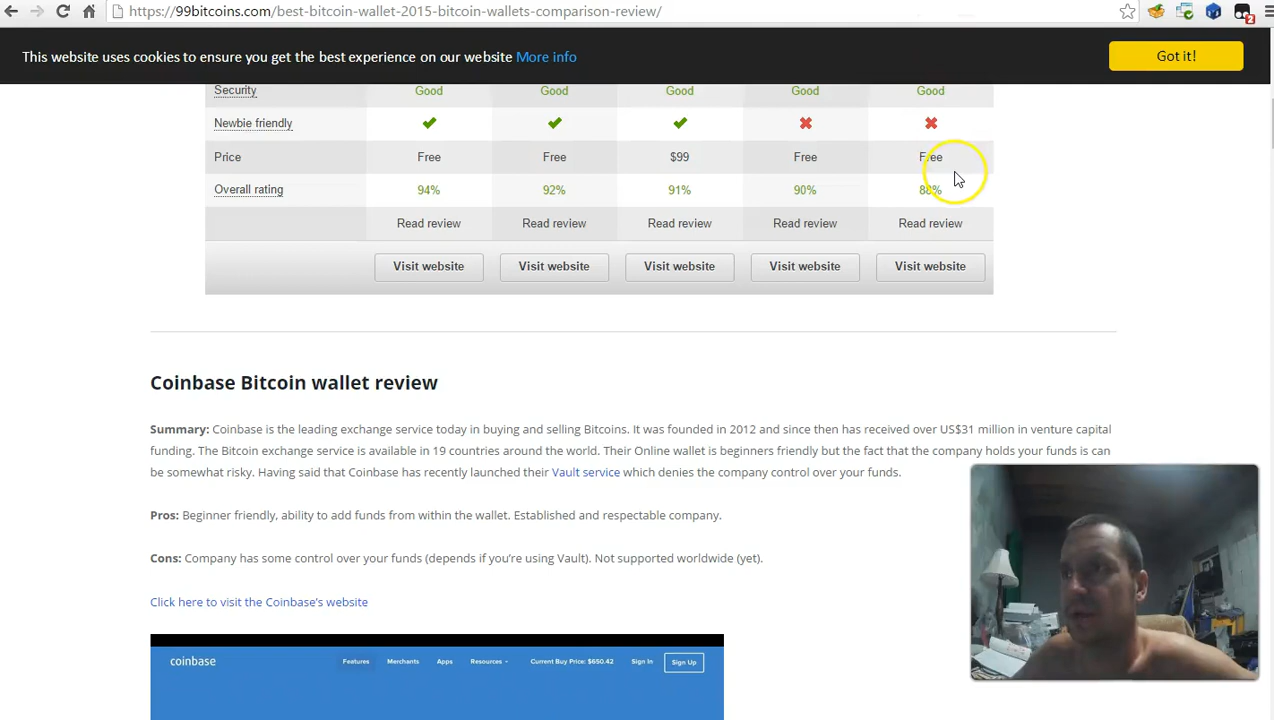 https://99bitcoins.com/best-bitcoin-wallet-2015-bitcoin-wallets-comparison-review/
2
This website uses cookies to ensure you get the best experience on our website More info
Got it!
Security Good Good Good Good Good
Newbie friendly
Price Free Free $99 Free Free
Overall rating 94% 92% 91% 90% 88%
Read review Read review Read review Read review Read review
Visit website Visit website Visit website Visit website Visit website
Coinbase Bitcoin wallet review
Summary: Coinbase is the leading exchange service today in buying and selling Bitcoins. It was founded in 2012 and since then has received over US$31 million in venture capital
funding. The Bitcoin exchange service is available in 19 countries around the world. Their Online wallet is beginners friendly but the fact that the company holds your funds is can
be somewhat risky. Having said that Coinbase has recently launched their Vault service which denies the company control over your funds.
Pros: Beginner friendly, ability to add funds from within the wallet. Established and respectable company.
Cons: Company has some control over your funds (depends if you're using Vault). Not supported worldwide (yet).
Click here to visit the Coinbase's website
coinbase Features Merchants Apps Resources Current Buy Price: $650.42 Sign In Sign Up